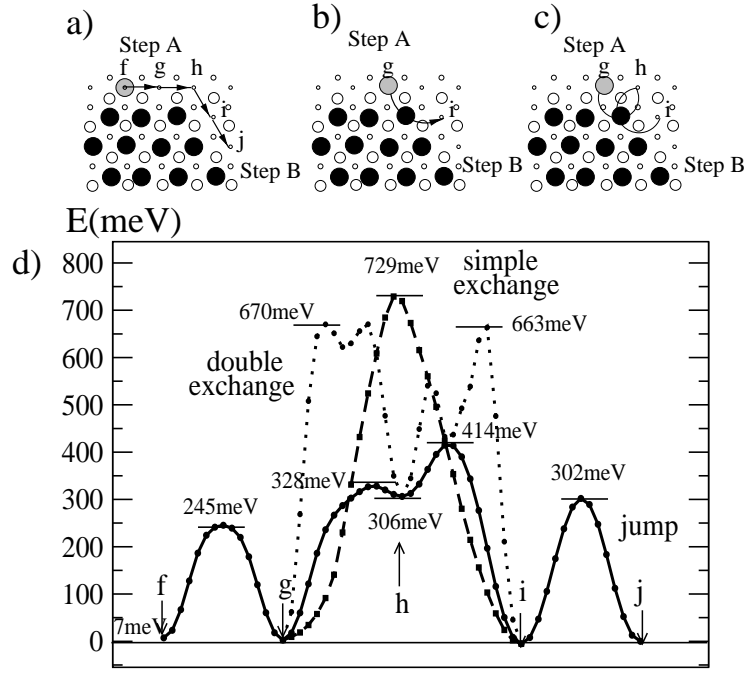 a)
b)
c)
Step A
Step A
Step A
f
g
h
g
g
h
i
i
i
j
Step B
Step B
Step B
E(meV)
d)
800
700
600
500
400
300
200
100
0
729meV
simple
exchange
670meV
663meV
double
exchange
414meV
328meV
302meV
306meV
245meV
jump
f
g
h
i
j
7meV